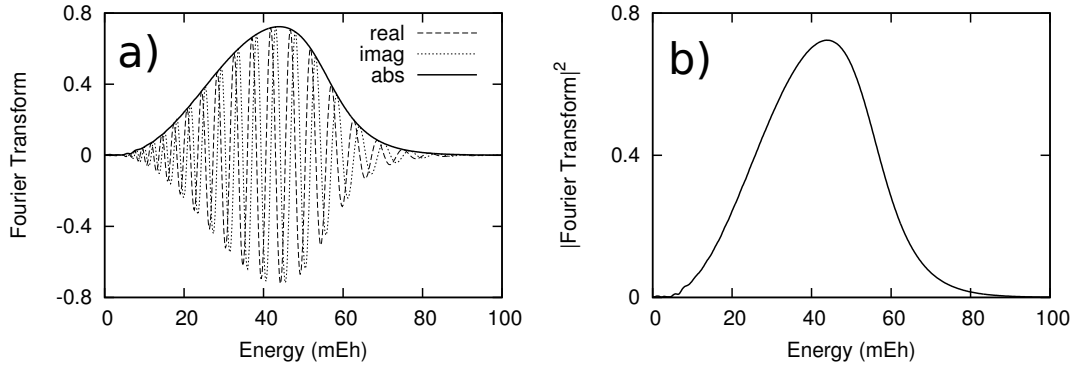 a)
real
imag
abs
0.8
0.4
0
-0.4
-0.8
Fourier Transform
0 20 40 60 80 100
Energy (mEh)
b)
0.8
0.4
0
|Fourier Transform|²
0 20 40 60 80 100
Energy (mEh)